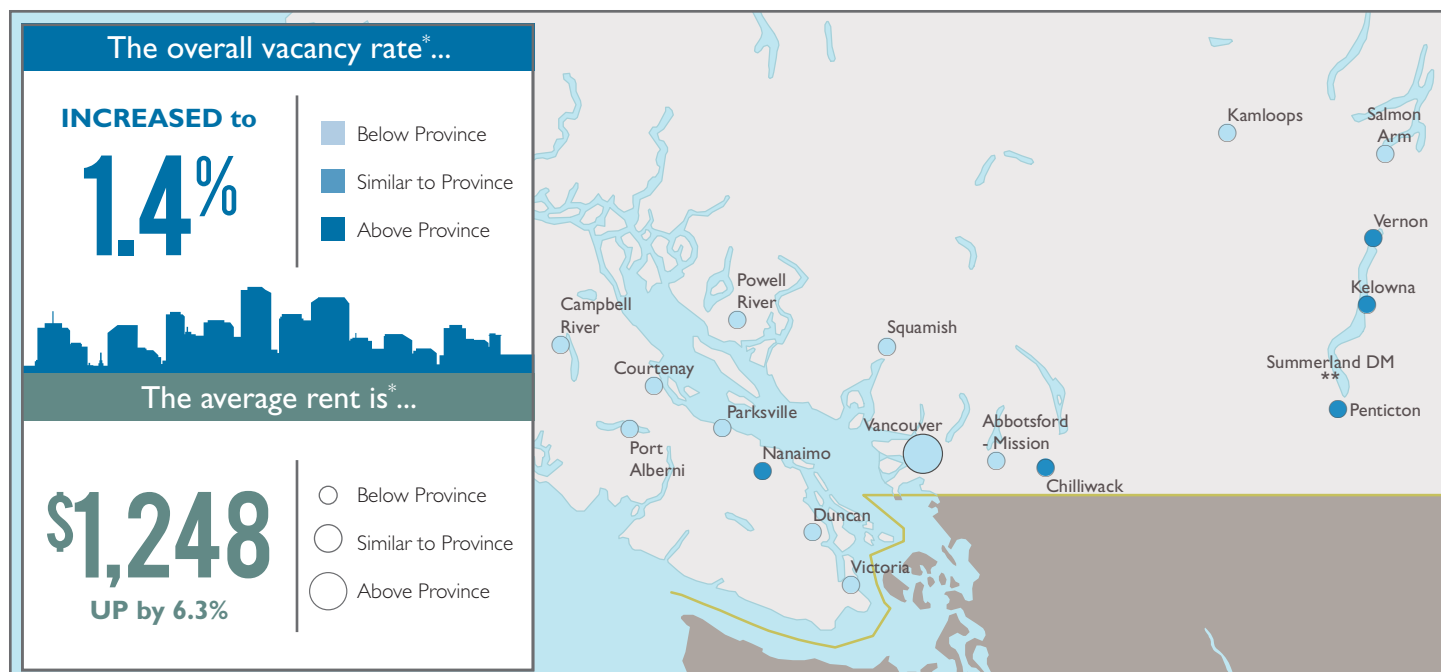 The overall vacancy rate*...
INCREASED to
1.4%
Below Province
Similar to Province
Above Province
The average rent is*...
$1,248
UP by 6.3%
Below Province
Similar to Province
Above Province
Kamloops
Salmon
Arm
Vernon
Kelowna
Summerland DM
**
Penticton
Powell
River
Campbell
River
Squamish
Courtenay
Parksville
Port
Alberni
Nanaimo
Vancouver
Abbotsford
- Mission
Chilliwack
Duncan
Victoria